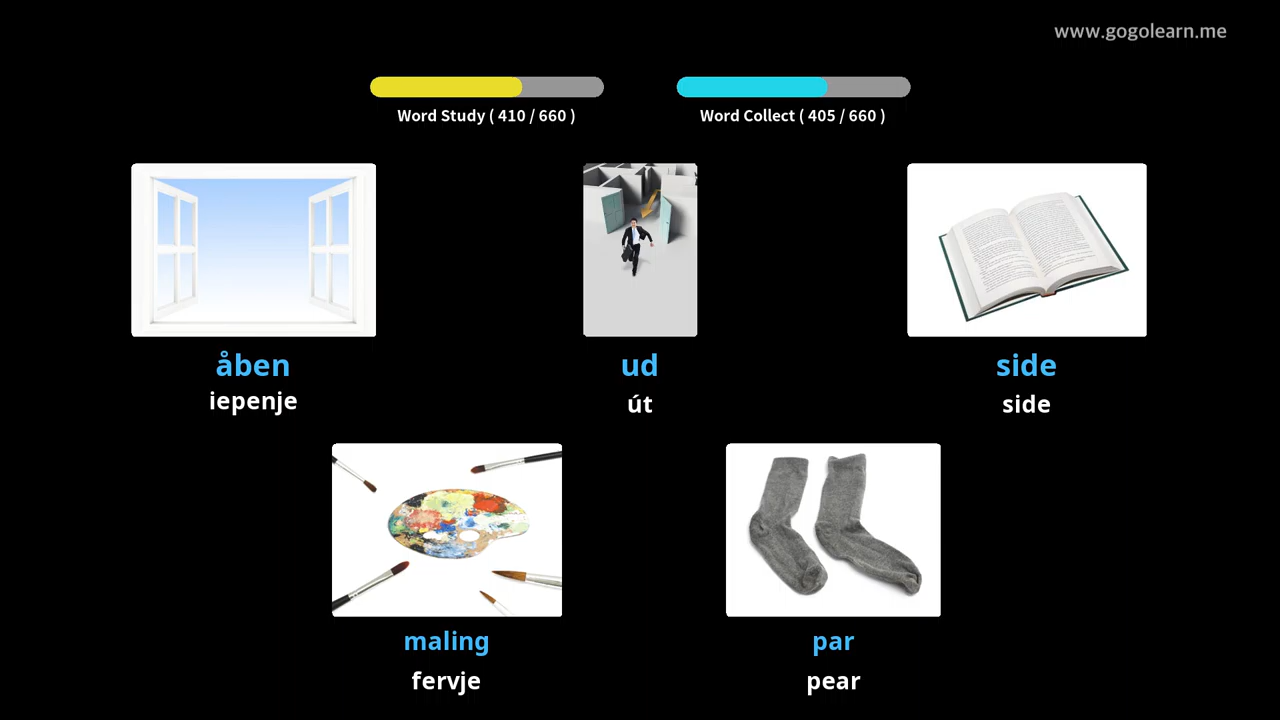 www.gogolearn.me
Word Study ( 410 / 660 )
Word Collect ( 405 / 660 )
åben
iepenje
ud
út
side
side
maling
fervje
par
pear